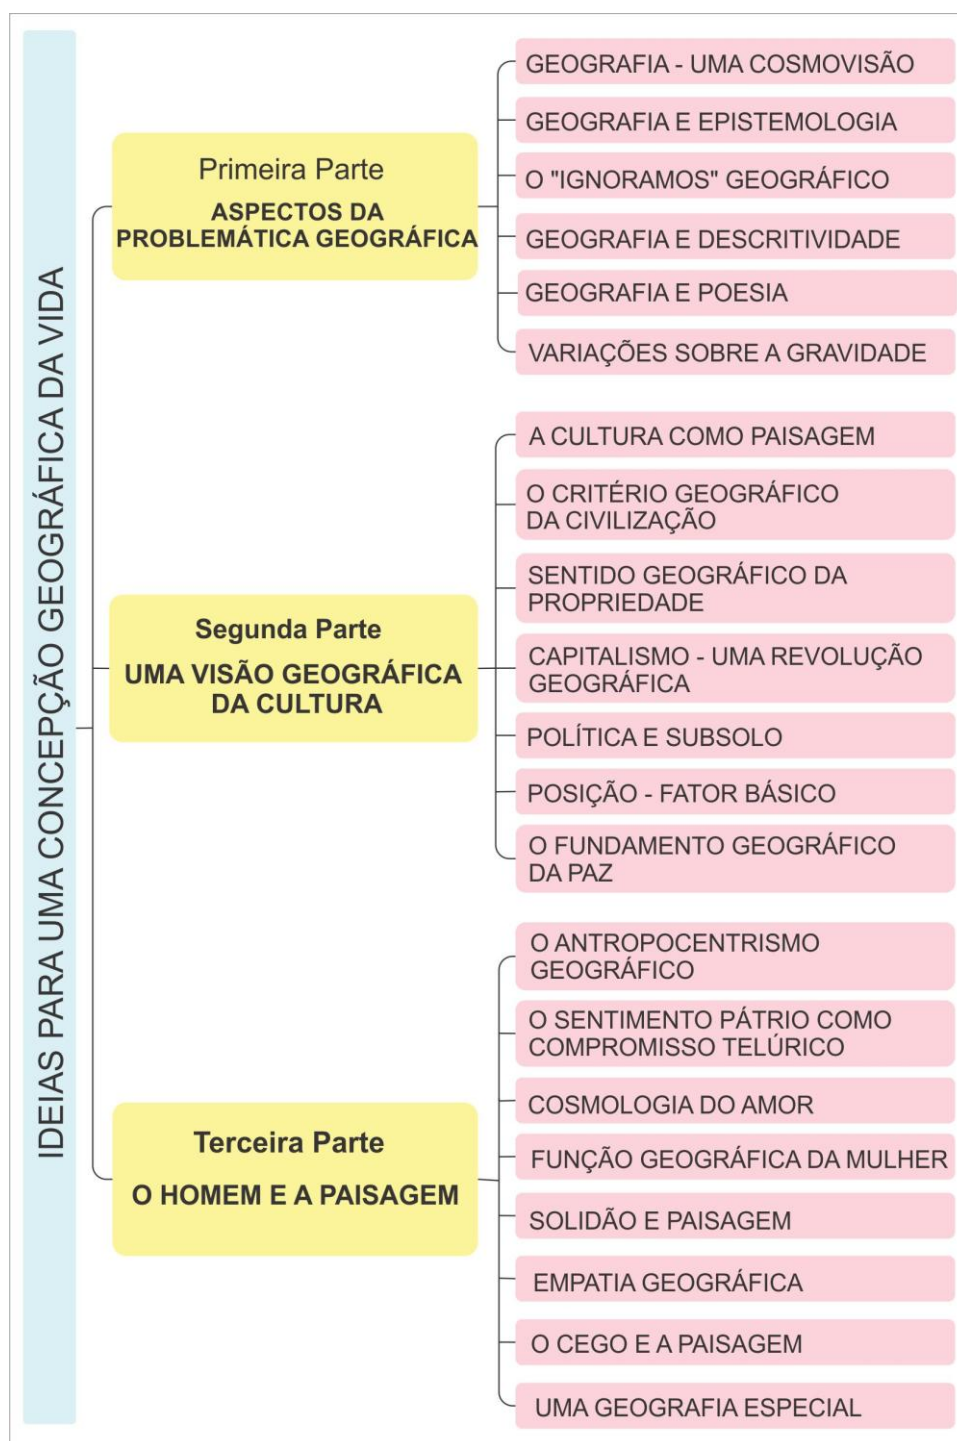 IDEIAS PARA UMA CONCEPÇÃO GEOGRÁFICA DA VIDA
Primeira Parte
ASPECTOS DA
PROBLEMÁTICA GEOGRÁFICA
GEOGRAFIA - UMA COSMOVISÃO
GEOGRAFIA E EPISTEMOLOGIA
O "IGNORAMOS" GEOGRÁFICO
GEOGRAFIA E DESCRITIVIDADE
GEOGRAFIA E POESIA
VARIAÇÕES SOBRE A GRAVIDADE
Segunda Parte
UMA VISÃO GEOGRÁFICA
DA CULTURA
A CULTURA COMO PAISAGEM
O CRITÉRIO GEOGRÁFICO
DA CIVILIZAÇÃO
SENTIDO GEOGRÁFICO DA
PROPRIEDADE
CAPITALISMO - UMA REVOLUÇÃO
GEOGRÁFICA
POLÍTICA E SUBSOLO
POSIÇÃO - FATOR BÁSICO
O FUNDAMENTO GEOGRÁFICO
DA PAZ
Terceira Parte
O HOMEM E A PAISAGEM
O ANTROPOCENTRISMO
GEOGRÁFICO
O SENTIMENTO PÁTRIO COMO
COMPROMISSO TELÚRICO
COSMOLOGIA DO AMOR
FUNÇÃO GEOGRÁFICA DA MULHER
SOLIDÃO E PAISAGEM
EMPATIA GEOGRÁFICA
O CEGO E A PAISAGEM
UMA GEOGRAFIA ESPECIAL